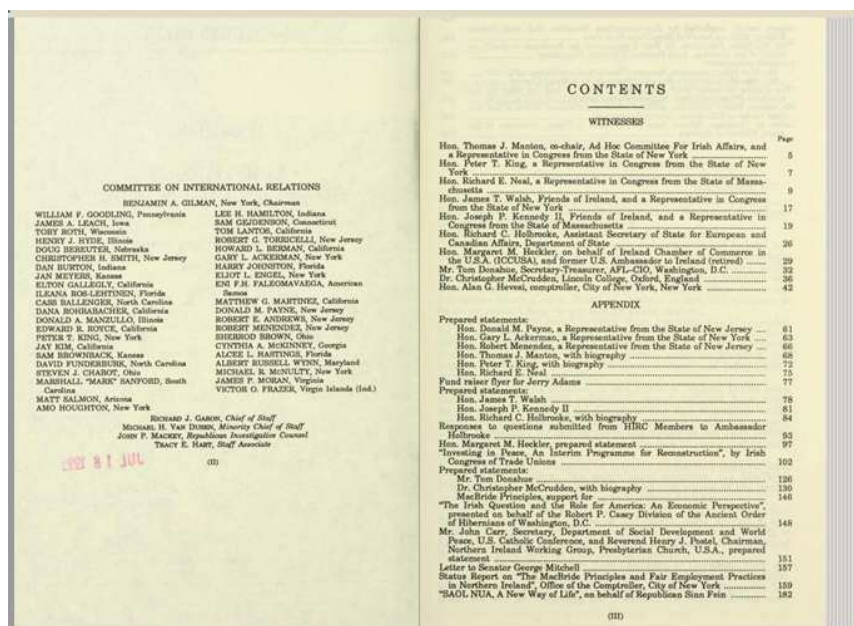 COMMITTEE ON INTERNATIONAL RELATIONS
BENJAMIN A. GILMAN, New York, Chairman
WILLIAM F. GOODLING, Pennsylvania
JAMES A. LEACH, Iowa
TOBY ROTH, Wisconsin
HENRY J. HYDE, Illinois
DOUG BEREUTER, Nebraska
CHRISTOPHER H. SMITH, New Jersey
DAN BURTON, Indiana
JAN MEYERS, Kansas
ELTON GALLEGLY, California
ILEANA ROS-LEHTINEN, Florida
CASS BALLENGER, North Carolina
DANA ROHRABACHER, California
DONALD A. MANZULLO, Illinois
EDWARD R. ROYCE, California
PETER T. KING, New York
JAY KIM, California
SAM BROWNBACK, Kansas
DAVID FUNDERBURK, North Carolina
STEVEN J. CHABOT, Ohio
MARSHALL "MARK" SANFORD, South
Carolina
MATT SALMON, Arizona
AMO HOUGHTON, New York
LEE H. HAMILTON, Indiana
SAM GEJDENSON, Connecticut
TOM LANTOS, California
ROBERT G. TORRICELLI, New Jersey
HOWARD L. BERMAN, California
GARY L. ACKERMAN, New York
HARRY JOHNSTON, Florida
ELIOT L. ENGEL, New York
ENI F.H. FALEOMAVAEGA, American
Samoa
MATTHEW G. MARTINEZ, California
DONALD M. PAYNE, New Jersey
ROBERT E. ANDREWS, New Jersey
ROBERT MENENDEZ, New Jersey
SHERROD BROWN, Ohio
CYNTHIA A. McKINNEY, Georgia
ALCEE L. HASTINGS, Florida
ALBERT RUSSELL WYNN, Maryland
MICHAEL R. McNULTY, New York
JAMES P. MORAN, Virginia
VICTOR O. FRAZER, Virgin Islands (Ind.)
RICHARD J. GARON, Chief of Staff
MICHAEL H. VAN DUSEN, Minority Chief of Staff
JOHN P. MACKEY, Republican Investigative Counsel
TRACY E. HART, Staff Associate
(II)
CONTENTS
WITNESSES
Page
Hon. Thomas J. Manton, co-chair, Ad Hoc Committee For Irish Affairs, and
a Representative in Congress from the State of New York 5
Hon. Peter T. King, a Representative in Congress from the State of New
York 7
Hon. Richard E. Neal, a Representative in Congress from the State of Massa-
chusetts 9
Hon. James T. Walsh, Friends of Ireland, and a Representative in Congress
from the State of New York 17
Hon. Joseph P. Kennedy II, Friends of Ireland, and a Representative in
Congress from the State of Massachusetts 19
Hon. Richard C. Holbrooke, Assistant Secretary of State for European and
Canadian Affairs, Department of State 26
Hon. Margaret M. Heckler, on behalf of Ireland Chamber of Commerce in
the U.S.A. (ICCUSA), and former U.S. Ambassador to Ireland (retired) 29
Mr. Tom Donahoe, Secretary-Treasurer, AFL-CIO, Washington, D.C. 32
Dr. Christopher McCrudden, Lincoln College, Oxford, England 36
Hon. Alan G. Hevesi, comptroller, City of New York, New York 42
APPENDIX
Prepared statements:
Hon. Donald M. Payne, a Representative from the State of New Jersey 61
Hon. Gary L. Ackerman, a Representative from the State of New York 63
Hon. Robert Menendez, a Representative from the State of New Jersey 66
Hon. Thomas J. Manton, with biography 68
Hon. Peter T. King, with biography 72
Hon. Richard E. Neal 75
Fund raiser flyer for Jerry Adams 77
Prepared statements:
Hon. James T. Walsh 78
Hon. Joseph P. Kennedy II 81
Hon. Richard C. Holbrooke, with biography 84
Responses to questions submitted from HIRC Members to Ambassador
Holbrooke 93
Hon. Margaret M. Heckler, prepared statement 97
"Investing in Peace, An Interim Programme for Reconstruction", by Irish
Congress of Trade Unions 102
Prepared statements:
Mr. Tom Donahoe 126
Dr. Christopher McCrudden, with biography 130
MacBride Principles, support for 146
"The Irish Question and the Role for America: An Economic Perspective",
presented on behalf of the Robert P. Casey Division of the Ancient Order
of Hibernians of Washington, D.C. 148
Mr. John Carr, Secretary, Department of Social Development and World
Peace, U.S. Catholic Conference, and Reverend Henry J. Postel, Chairman,
Northern Ireland Working Group, Presbyterian Church, U.S.A., prepared
statement 151
Letter to Senator George Mitchell 157
Status Report on "The MacBride Principles and Fair Employment Practices
in Northern Ireland", Office of the Comptroller, City of New York 159
"SAOL NUA, A New Way of Life", on behalf of Republican Sinn Fein 182
(III)